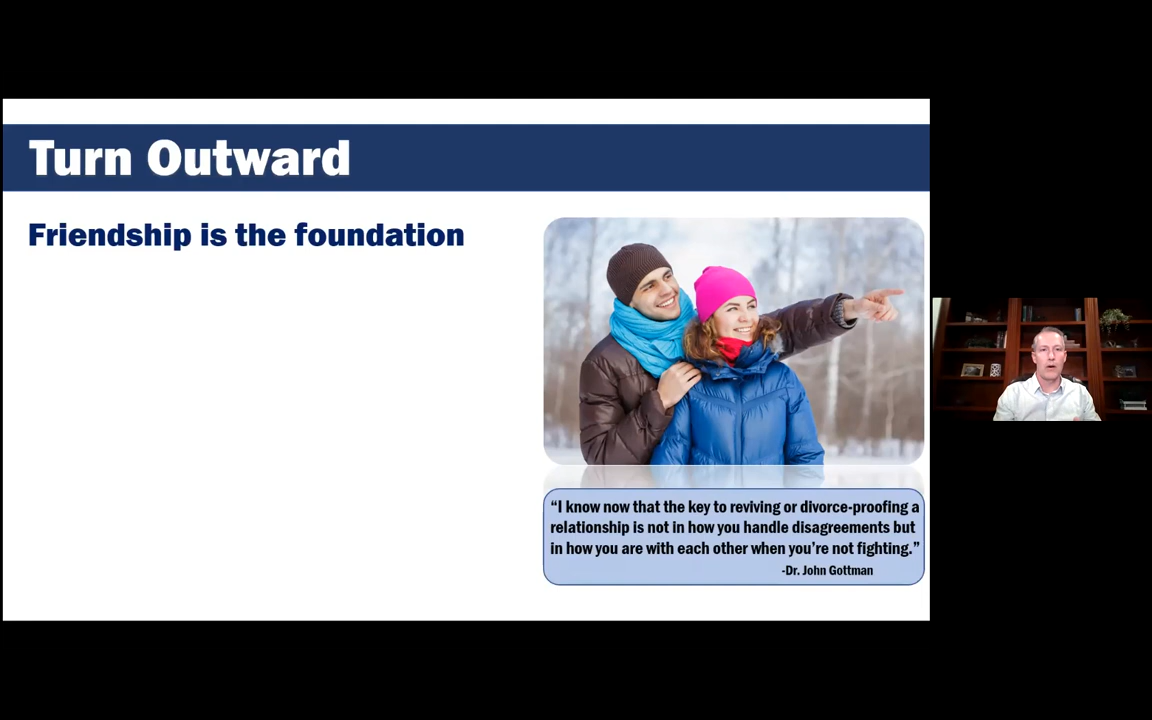 Turn Outward
Friendship is the foundation
“I know now that the key to reviving or divorce-proofing a
relationship is not in how you handle disagreements but
in how you are with each other when you’re not fighting.”
-Dr. John Gottman